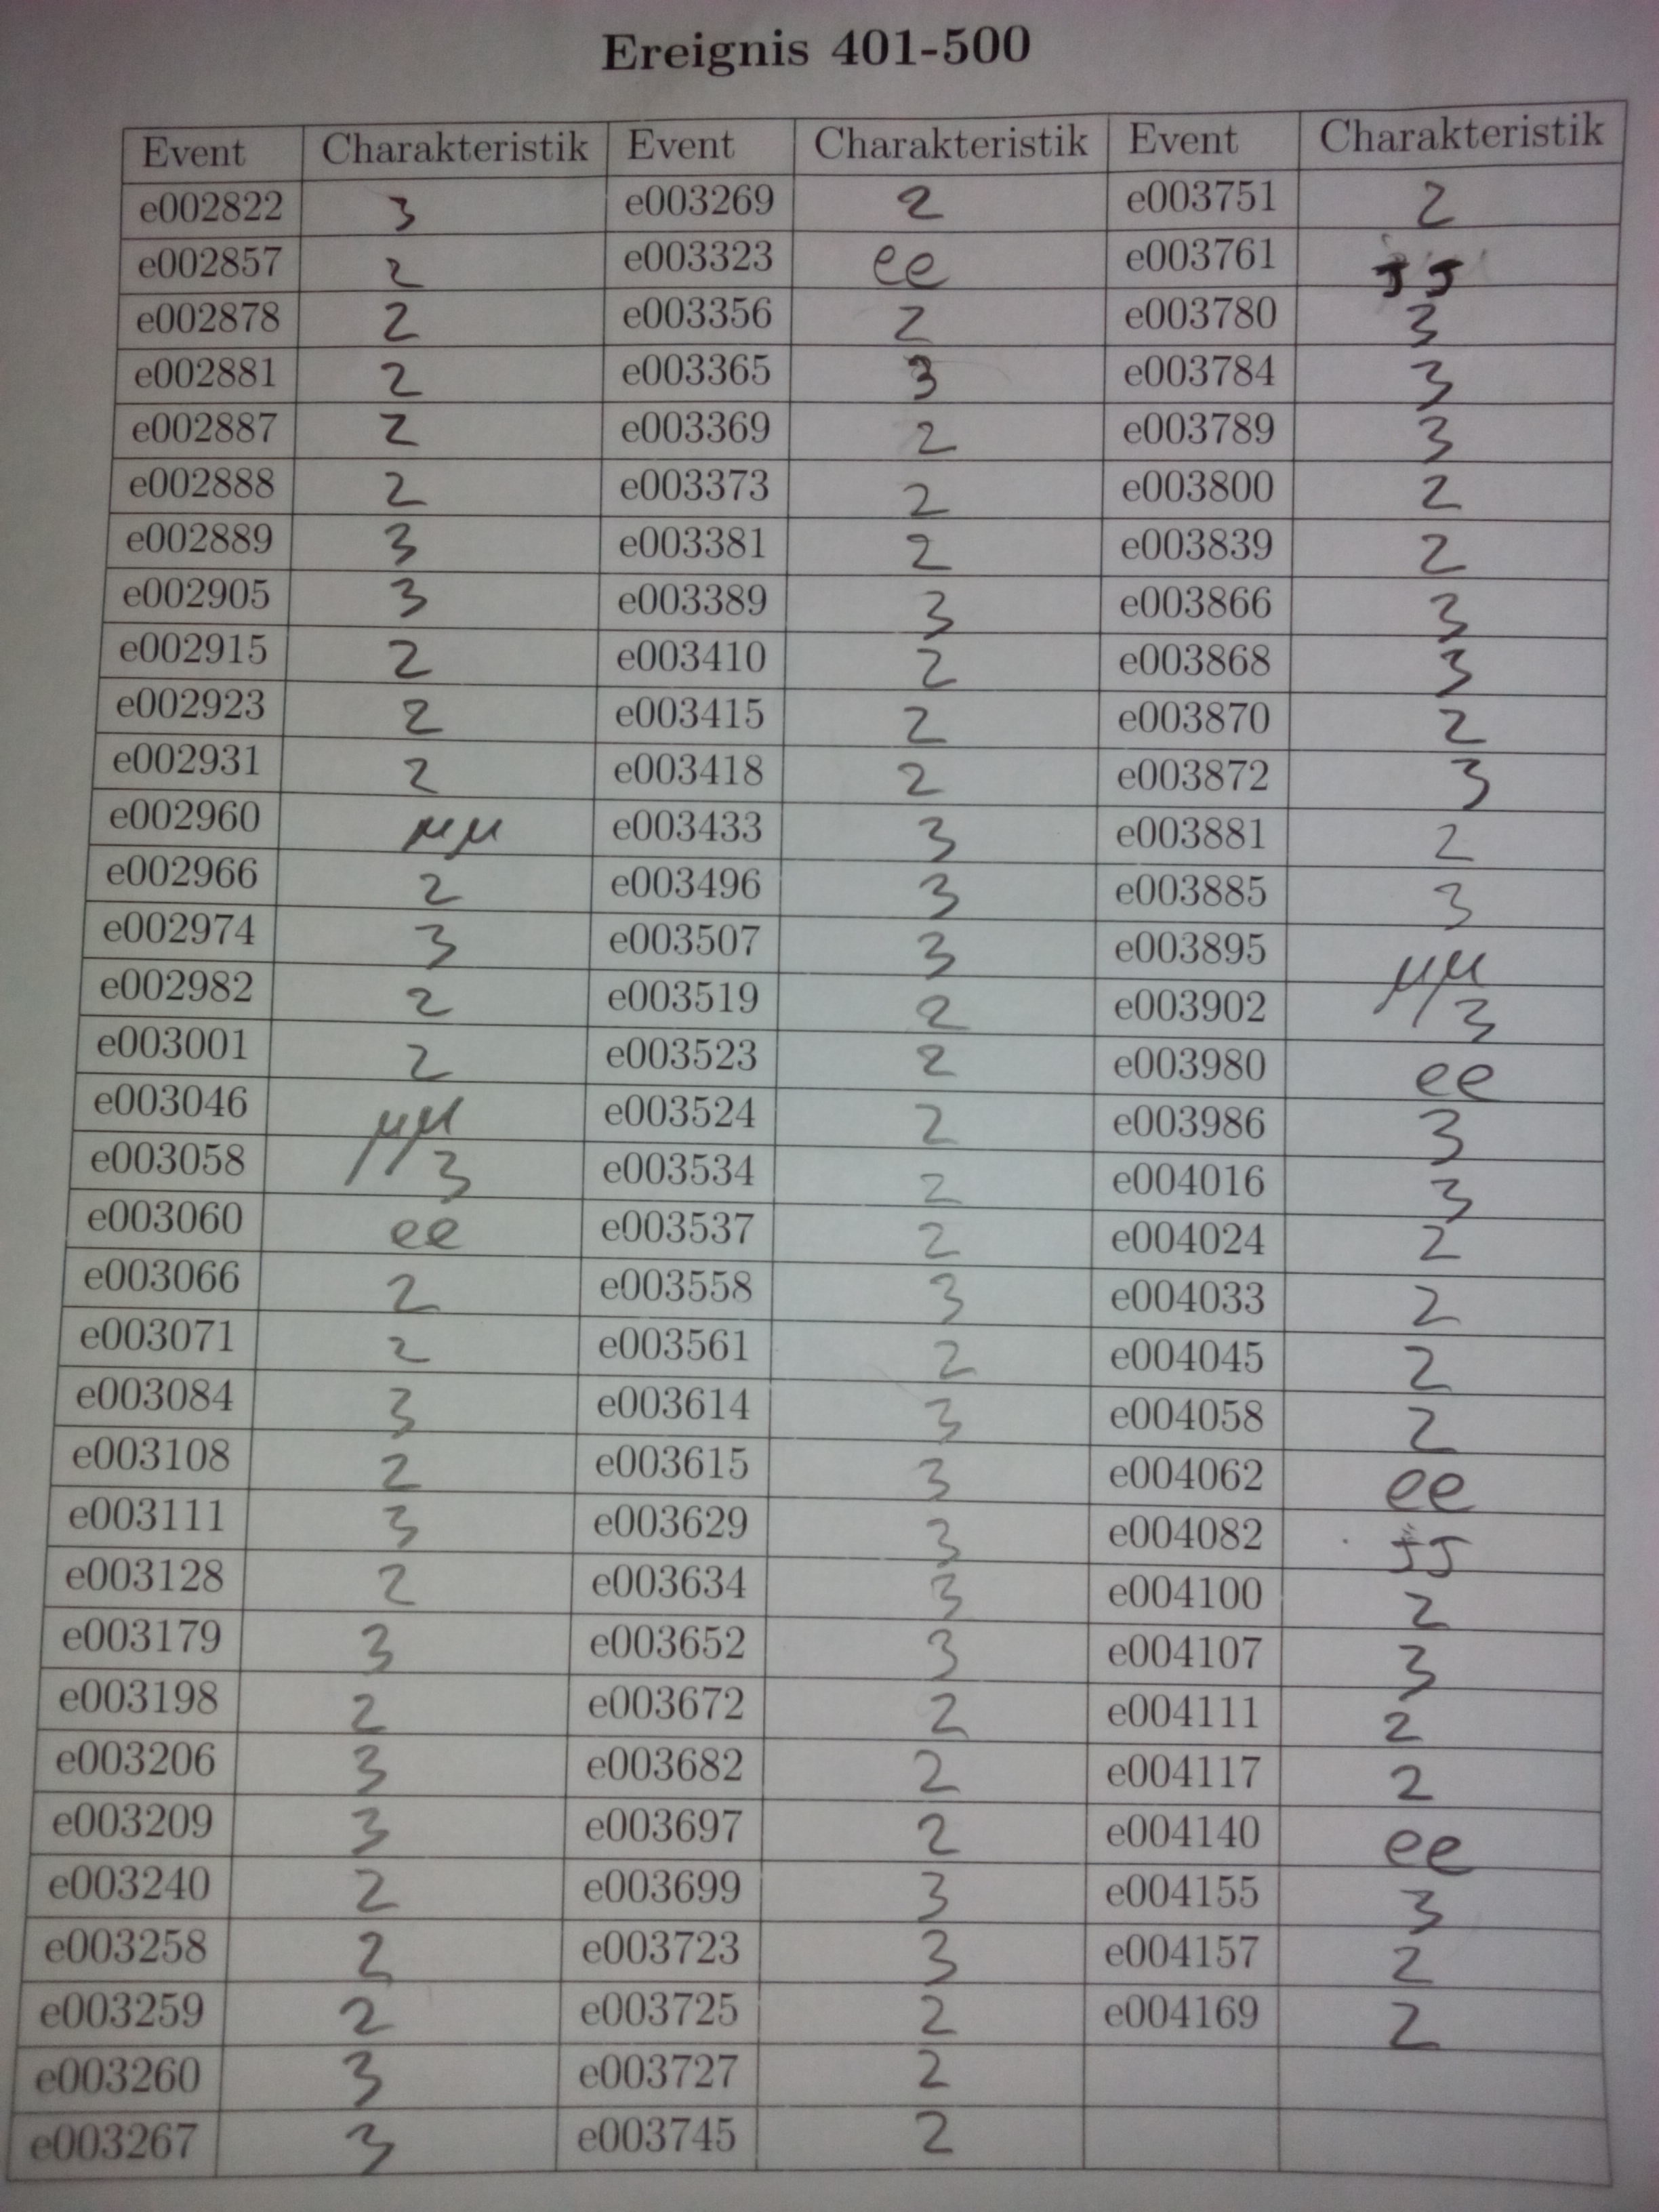 Ereignis 401-500
Event Charakteristik Event Charakteristik Event Charakteristik
e002822 3 e003269 2 e003751 2
e002857 2 e003323 ee e003761 JJ
e002878 2 e003356 2 e003780 3
e002881 2 e003365 3 e003784 3
e002887 2 e003369 2 e003789 3
e002888 2 e003373 2 e003800 2
e002889 3 e003381 2 e003839 2
e002905 3 e003389 3 e003866 3
e002915 2 e003410 2 e003868 3
e002923 2 e003415 2 e003870 2
e002931 2 e003418 2 e003872 3
e002960 μμ e003433 3 e003881 2
e002966 2 e003496 3 e003885 3
e002974 3 e003507 3 e003895 μμ
e002982 2 e003519 2 e003902 3
e003001 2 e003523 2 e003980 ee
e003046 μμ e003524 2 e003986 3
e003058 3 e003534 2 e004016 3
e003060 ee e003537 2 e004024 2
e003066 2 e003558 3 e004033 2
e003071 2 e003561 2 e004045 2
e003084 3 e003614 3 e004058 2
e003108 2 e003615 3 e004062 ee
e003111 3 e003629 3 e004082 JJ
e003128 2 e003634 3 e004100 2
e003179 3 e003652 3 e004107 3
e003198 2 e003672 2 e004111 2
e003206 3 e003682 2 e004117 2
e003209 3 e003697 2 e004140 ee
e003240 2 e003699 3 e004155 3
e003258 2 e003723 3 e004157 2
e003259 2 e003725 2 e004169 2
e003260 3 e003727 2
e003267 3 e003745 2